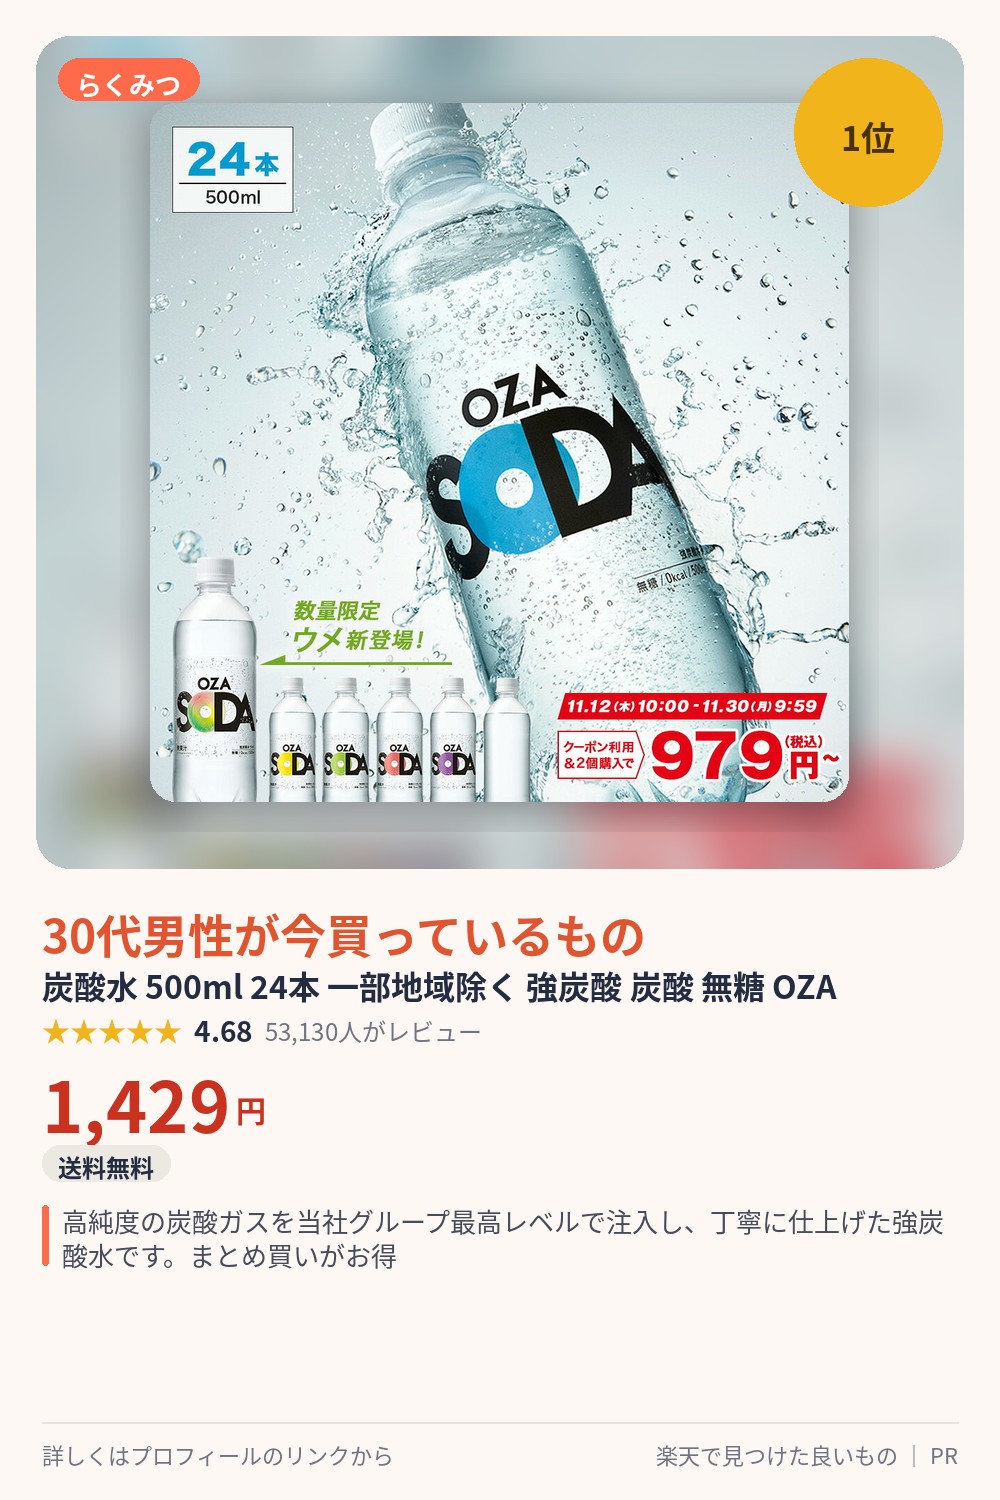 らくみつ
1位
24本
500ml
OZA
SODA
強炭酸
無糖 / 0kcal / 500ml
数量限定
ウメ新登場!
OZA
SODA
OZA
SODA
OZA
SODA
OZA
SODA
OZA
SODA
11.12(木)10:00 - 11.30(月)9:59
クーポン利用
&2個購入で
979円~
(税込)
30代男性が今買っているもの
炭酸水 500ml 24本 一部地域除く 強炭酸 炭酸 無糖 OZA
★★★★★ 4.68 53,130人がレビュー
1,429円
送料無料
高純度の炭酸ガスを当社グループ最高レベルで注入し、丁寧に仕上げた強炭
酸水です。まとめ買いがお得
詳しくはプロフィールのリンクから
楽天で見つけた良いもの | PR